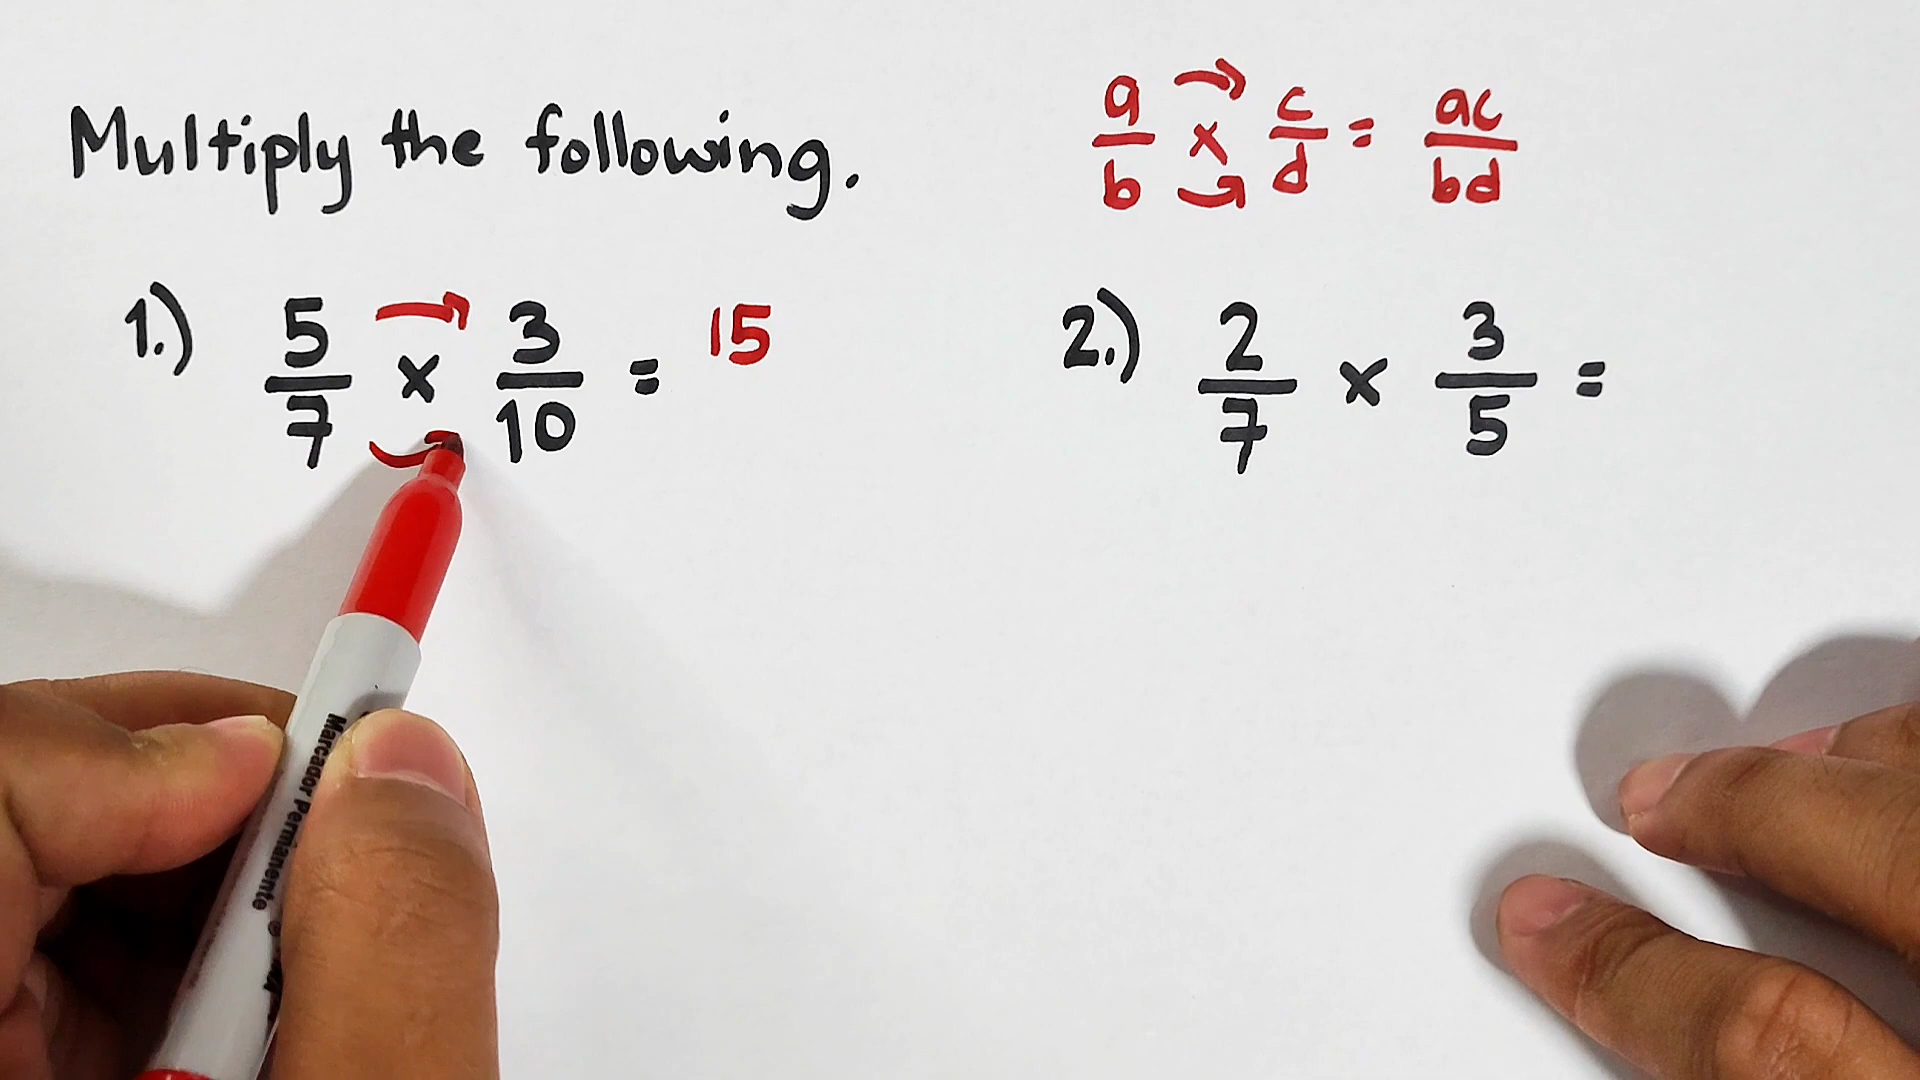 Multiply the following.
a/b × c/d = ac/bd
1.) 5/7 × 3/10 = 15
2.) 2/7 × 3/5 =
Marcador Permanente